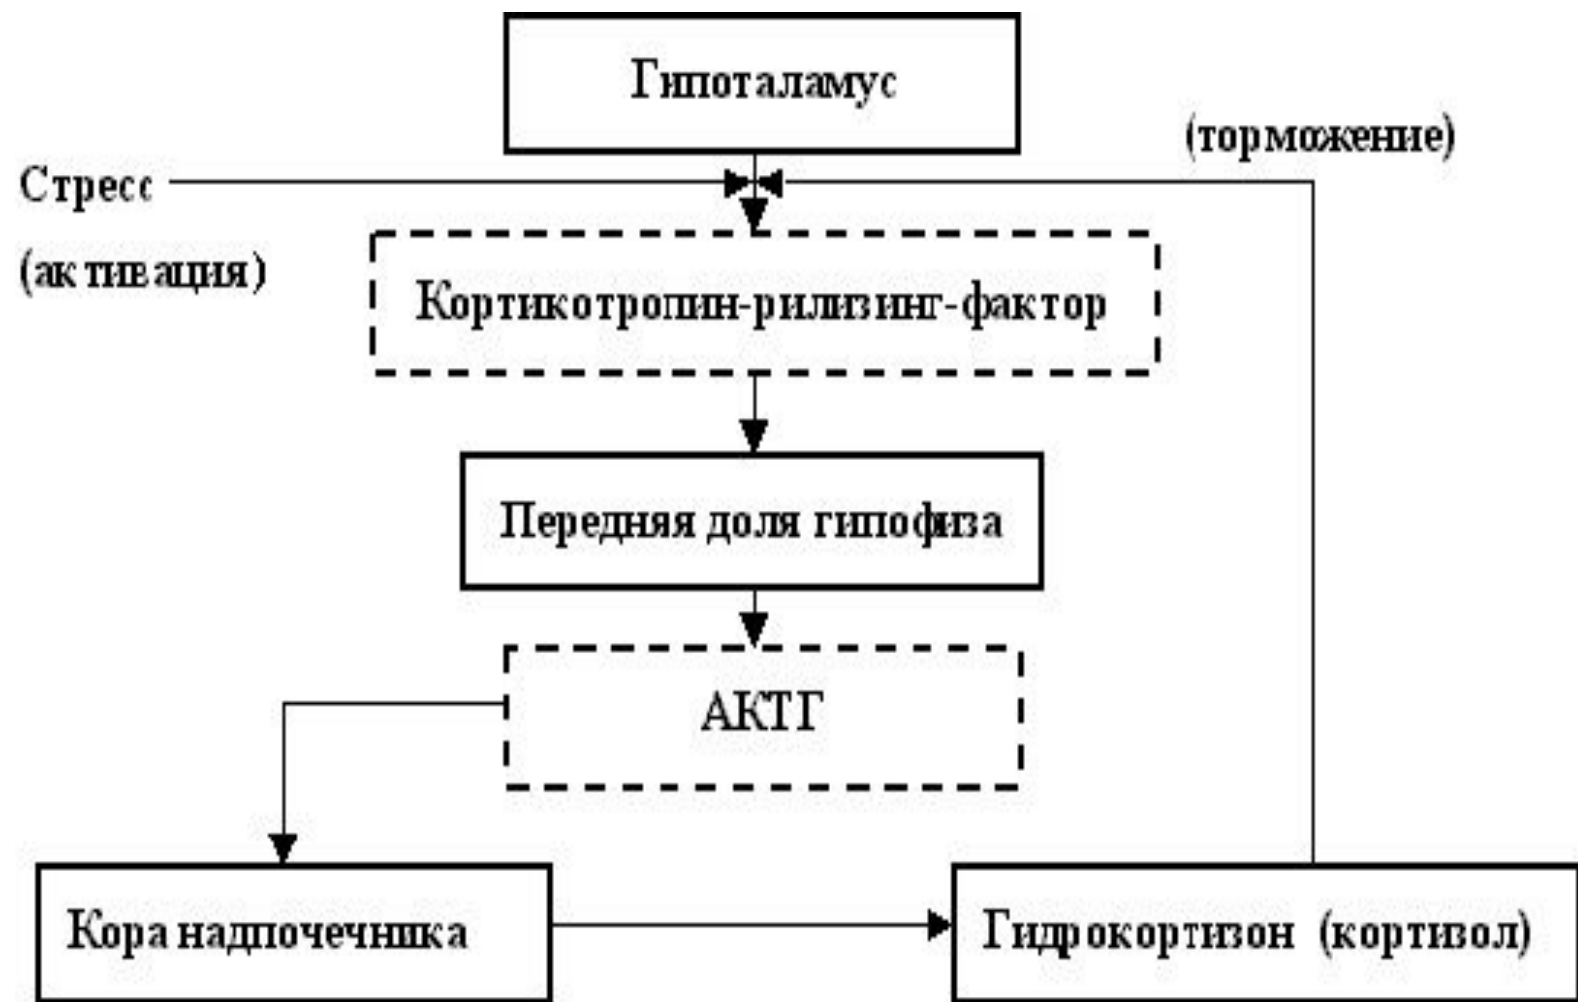 Гипоталамус
(торможение)
Стресс
(активация)
Кортикотропин-рилизинг-фактор
Передняя доля гипофиза
АКТГ
Кора надпочечника
Гидрокортизон (кортизол)